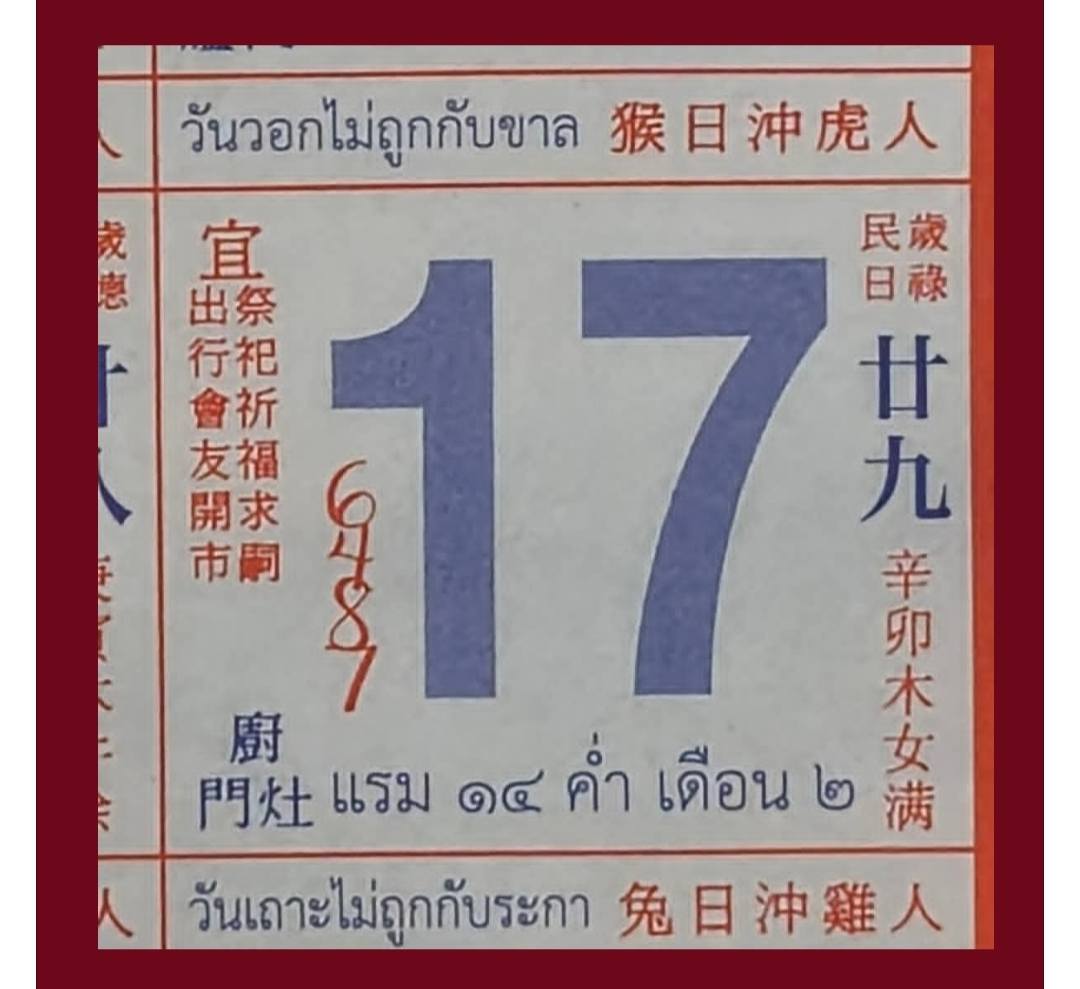 วันวอกไม่ถูกกับขาล 猴日沖虎人
宜
祭祀祈福求嗣
出行會友開市
6487
17
歲祿
民日
廿九
辛卯木女满
廚
灶
門
แรม ๑๔ ค่ำ เดือน ๒
วันเถาะไม่ถูกกับระกา 兔日沖雞人